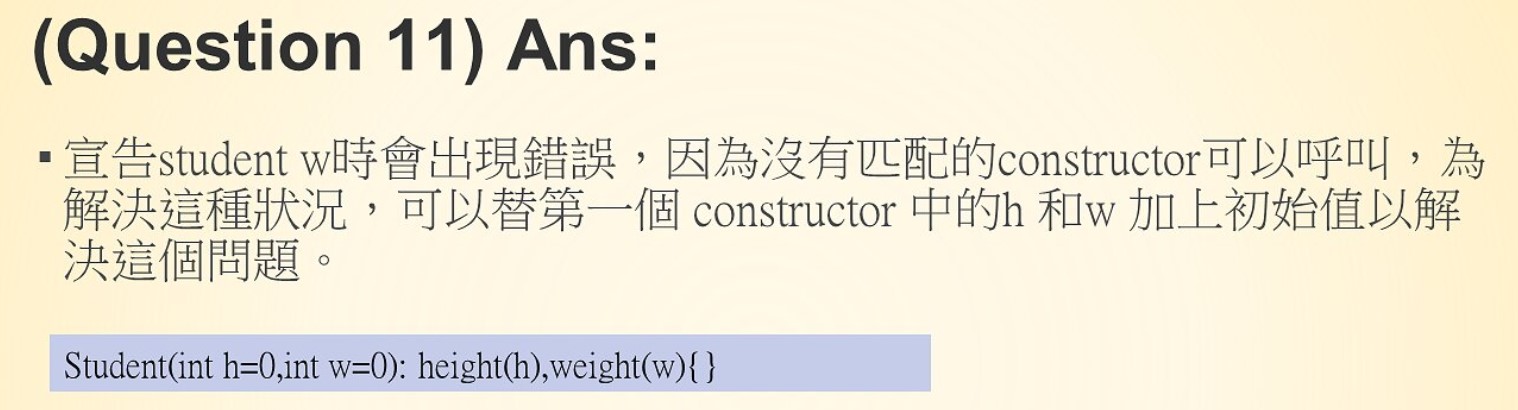 (Question 11) Ans:
▪ 宣告student w時會出現錯誤，因為沒有匹配的constructor可以呼叫，為
解決這種狀況，可以替第一個 constructor 中的h 和w 加上初始值以解
決這個問題。
Student(int h=0,int w=0): height(h),weight(w){}